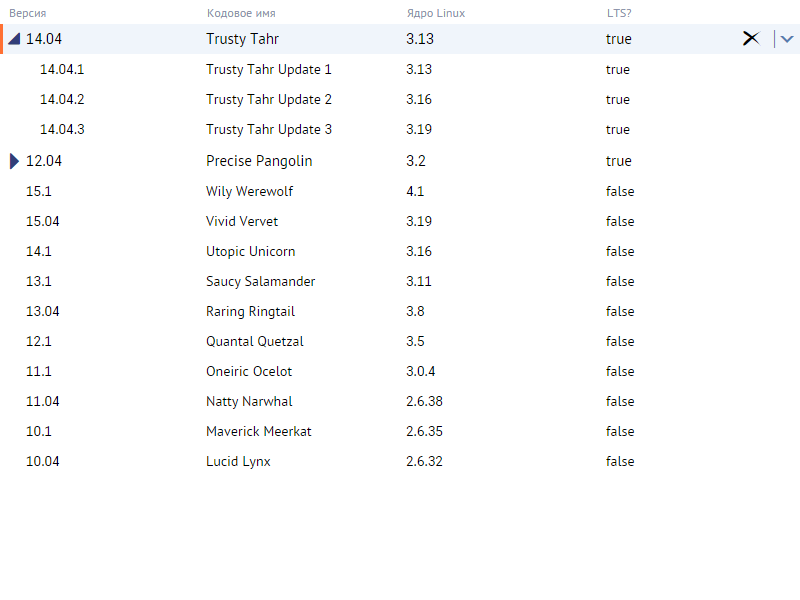 Версия Кодовое имя Ядро Linux LTS?
14.04 Trusty Tahr 3.13 true
14.04.1 Trusty Tahr Update 1 3.13 true
14.04.2 Trusty Tahr Update 2 3.16 true
14.04.3 Trusty Tahr Update 3 3.19 true
12.04 Precise Pangolin 3.2 true
15.1 Wily Werewolf 4.1 false
15.04 Vivid Vervet 3.19 false
14.1 Utopic Unicorn 3.16 false
13.1 Saucy Salamander 3.11 false
13.04 Raring Ringtail 3.8 false
12.1 Quantal Quetzal 3.5 false
11.1 Oneiric Ocelot 3.0.4 false
11.04 Natty Narwhal 2.6.38 false
10.1 Maverick Meerkat 2.6.35 false
10.04 Lucid Lynx 2.6.32 false